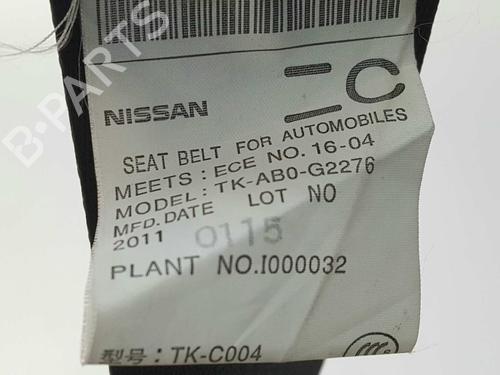 NISSAN
=C
SEAT BELT FOR AUTOMOBILES
MEETS: ECE NO. 16-04
MODEL: TK-AB0-G2276
MFD.DATE LOT NO
2011 0115
PLANT NO.I000032
型号: TK-C004
CCC
B-PARTS